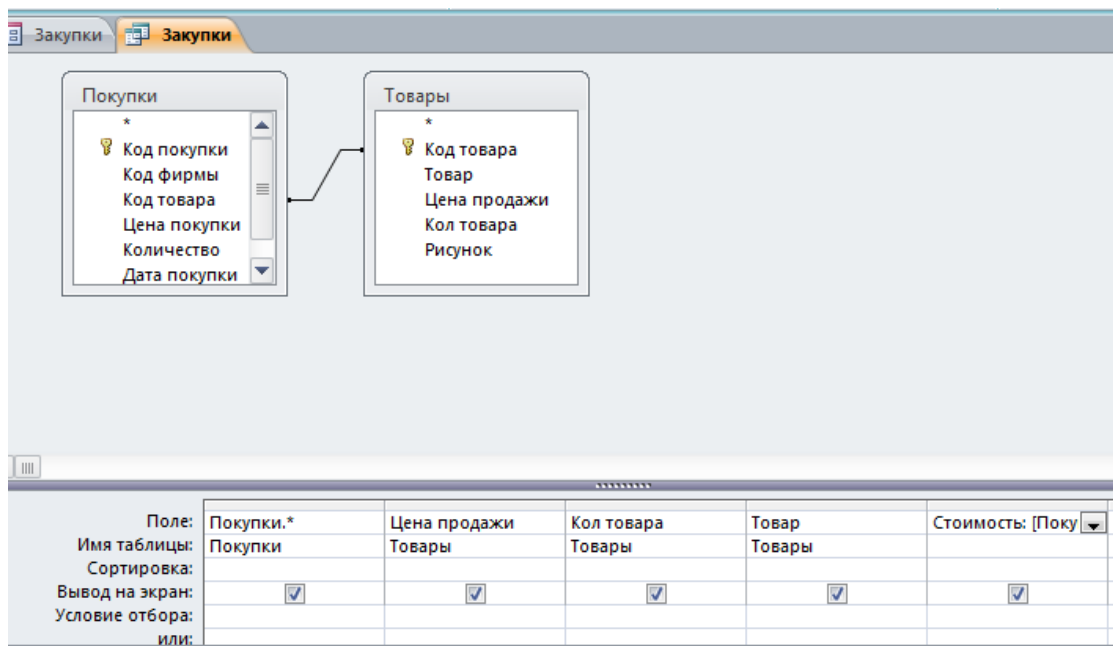 Закупки Закупки
Покупки
*
Код покупки
Код фирмы
Код товара
Цена покупки
Количество
Дата покупки
Товары
*
Код товара
Товар
Цена продажи
Кол товара
Рисунок
Поле: Покупки.* Цена продажи Кол товара Товар Стоимость: [Поку
Имя таблицы: Покупки Товары Товары Товары
Сортировка:
Вывод на экран:
Условие отбора:
или: